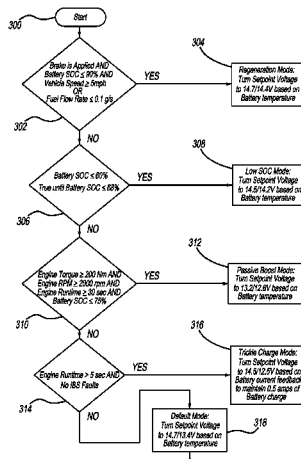 300
Start
Brake is Applied AND
Battery SOC ≤ 90% AND
Vehicle Speed ≥ 5mph
OR
Fuel Flow Rate ≤ 0.1 g/s
302
YES
304
Regeneration Mode:
Turn Setpoint Voltage
to 14.7/14.4V based on
Battery temperature
NO
Battery SOC ≤ 60%
True until Battery SOC ≤ 68%
306
YES
308
Low SOC Mode:
Turn Setpoint Voltage
to 14.5/14.2V based on
Battery temperature
NO
Engine Torque ≥ 200 Nm AND
Engine RPM ≥ 2000 rpm AND
Engine Runtime ≥ 30 sec AND
Battery SOC ≤ 75%
310
YES
312
Passive Boost Mode:
Turn Setpoint Voltage
to 13.2/12.6V based on
Battery temperature
NO
Engine Runtime > 5 sec AND
No IBS Faults
314
YES
316
Trickle Charge Mode:
Turn Setpoint Voltage
to 14.5/12.5V based on
Battery current feedback
to maintain 0.5 amps of
Battery charge
NO
Default Mode:
Turn Setpoint Voltage
to 14.7/13.4V based on
Battery temperature
318